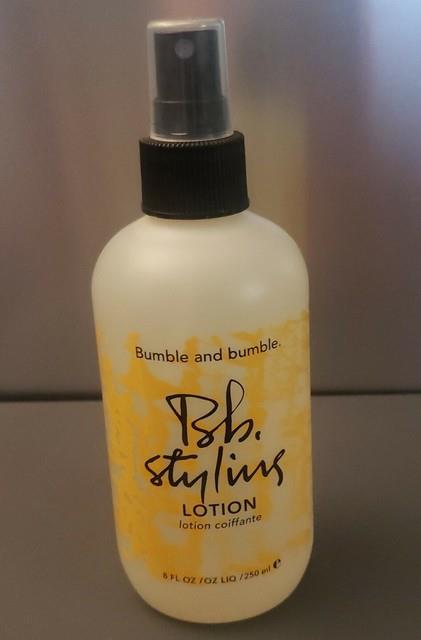 Bumble and bumble.
Bb.
styling
LOTION
lotion coiffante
8 FL OZ / OZ LIQ / 250 ml e